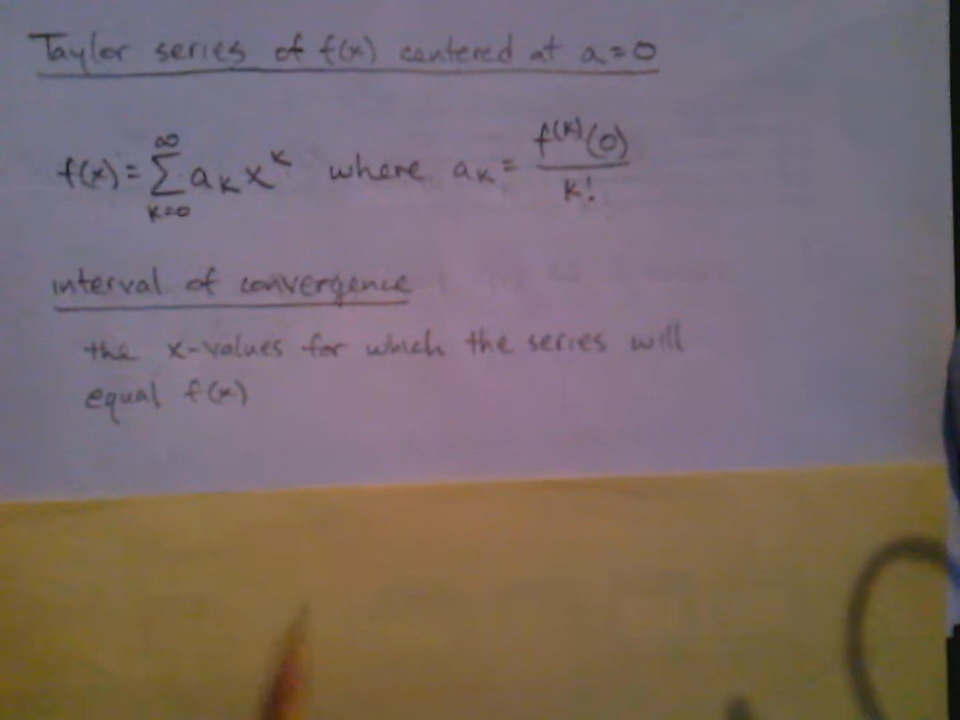 Taylor series of f(x) centered at a=0
f(x) = ∑_{k=0}^{∞} a_k x^k where a_k = f^{(k)}(0) / k!
interval of convergence
the x-values for which the series will
equal f(x)